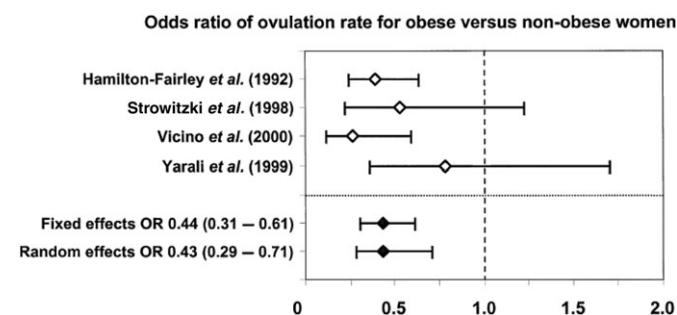 Odds ratio of ovulation rate for obese versus non-obese women
Hamilton-Fairley et al. (1992)
Strowitzki et al. (1998)
Vicino et al. (2000)
Yarali et al. (1999)
Fixed effects OR 0.44 (0.31 – 0.61)
Random effects OR 0.43 (0.29 – 0.71)
0 0.5 1.0 1.5 2.0